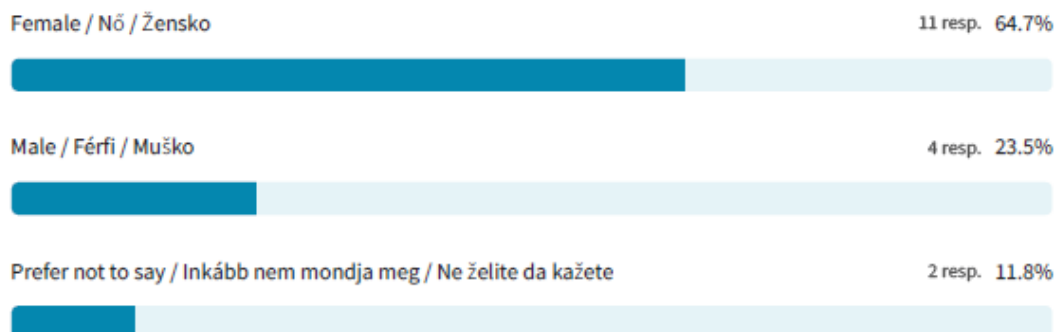 Female / Nő / Žensko 11 resp. 64.7%
Male / Férfi / Muško 4 resp. 23.5%
Prefer not to say / Inkább nem mondja meg / Ne želite da kažete 2 resp. 11.8%